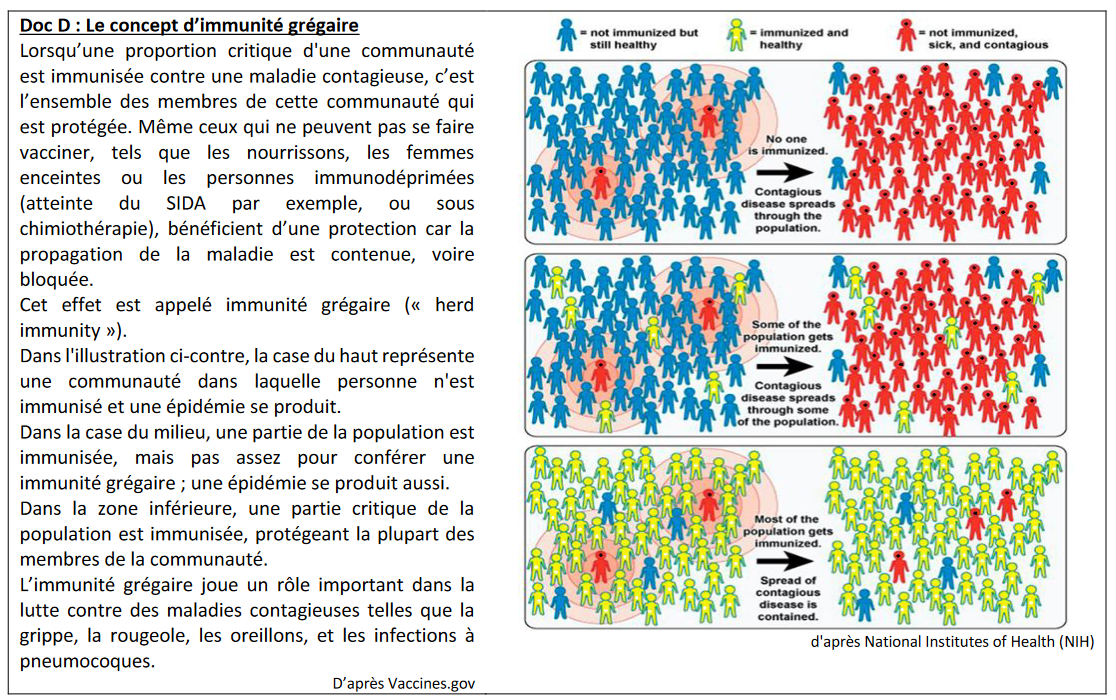 Doc D : Le concept d’immunité grégaire
Lorsqu’une proportion critique d'une communauté
est immunisée contre une maladie contagieuse, c’est
l’ensemble des membres de cette communauté qui
est protégée. Même ceux qui ne peuvent pas se faire
vacciner, tels que les nourrissons, les femmes
enceintes ou les personnes immunodéprimées
(atteinte du SIDA par exemple, ou sous
chimiothérapie), bénéficient d’une protection car la
propagation de la maladie est contenue, voire
bloquée.
Cet effet est appelé immunité grégaire (« herd
immunity »).
Dans l'illustration ci-contre, la case du haut représente
une communauté dans laquelle personne n'est
immunisé et une épidémie se produit.
Dans la case du milieu, une partie de la population est
immunisée, mais pas assez pour conférer une
immunité grégaire ; une épidémie se produit aussi.
Dans la zone inférieure, une partie critique de la
population est immunisée, protégeant la plupart des
membres de la communauté.
L’immunité grégaire joue un rôle important dans la
lutte contre des maladies contagieuses telles que la
grippe, la rougeole, les oreillons, et les infections à
pneumocoques.
D’après Vaccines.gov
= not immunized but
still healthy
= immunized and
healthy
= not immunized,
sick, and contagious
No one
is immunized.
Contagious
disease spreads
through the
population.
Some of the
population gets
immunized.
Contagious
disease spreads
through some
of the population.
Most of the
population gets
immunized.
Spread of
contagious
disease is
contained.
d'après National Institutes of Health (NIH)